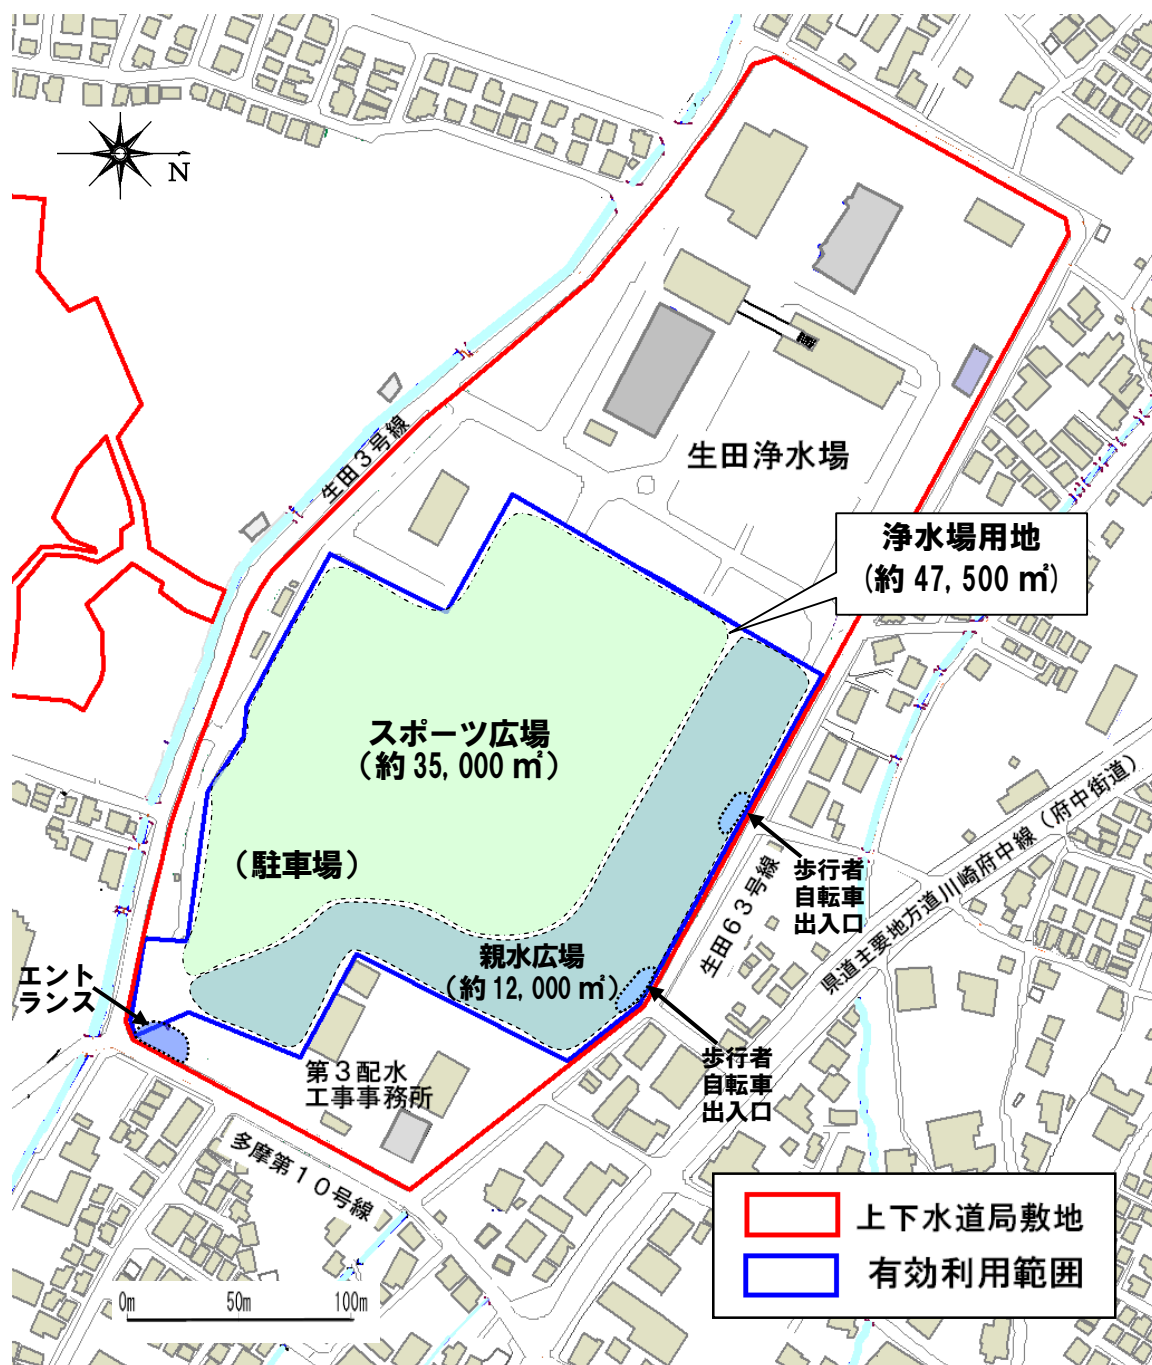 N
生田３号線
生田浄水場
浄水場用地
(約 47,500 ㎡)
スポーツ広場
（約 35,000 ㎡）
（駐車場）
親水広場
（約 12,000 ㎡）
歩行者
自転車
出入口
生田６３号線
県道主要地方道川崎府中線（府中街道）
エント
ランス
歩行者
自転車
出入口
第３配水
工事事務所
多摩第１０号線
上下水道局敷地
有効利用範囲
0m 50m 100m